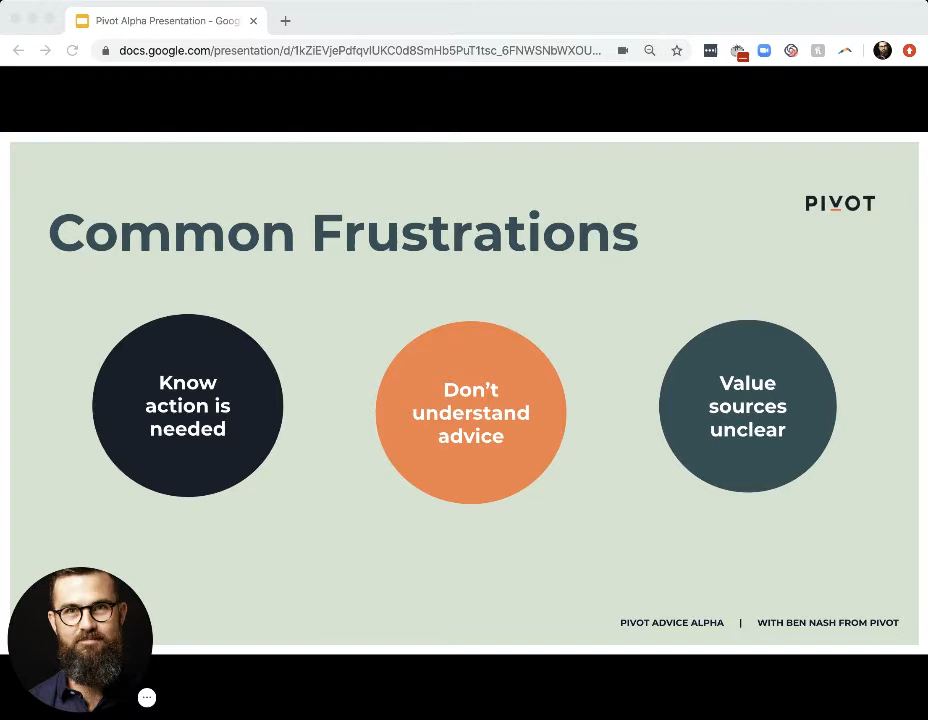 Pivot Alpha Presentation - Goog
docs.google.com/presentation/d/1kZiEVjePdfqvIUKC0d8SmHb5PuT1tsc_6FNWSNbWXOU...
PIVOT
Common Frustrations
Know
action is
needed
Don’t
understand
advice
Value
sources
unclear
PIVOT ADVICE ALPHA | WITH BEN NASH FROM PIVOT